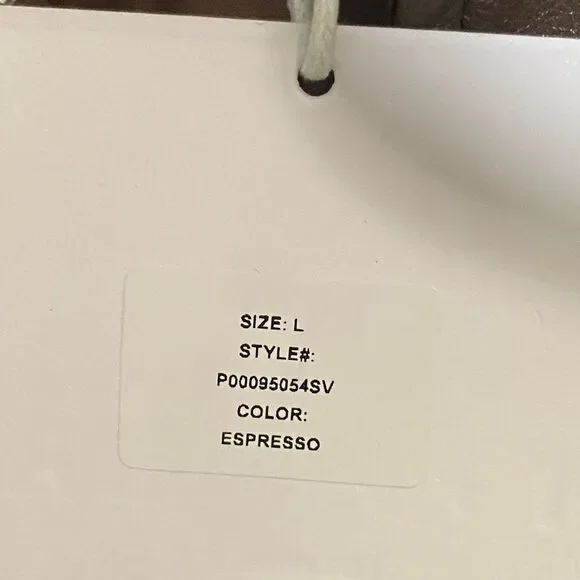 SIZE: L
STYLE#:
P00095054SV
COLOR:
ESPRESSO